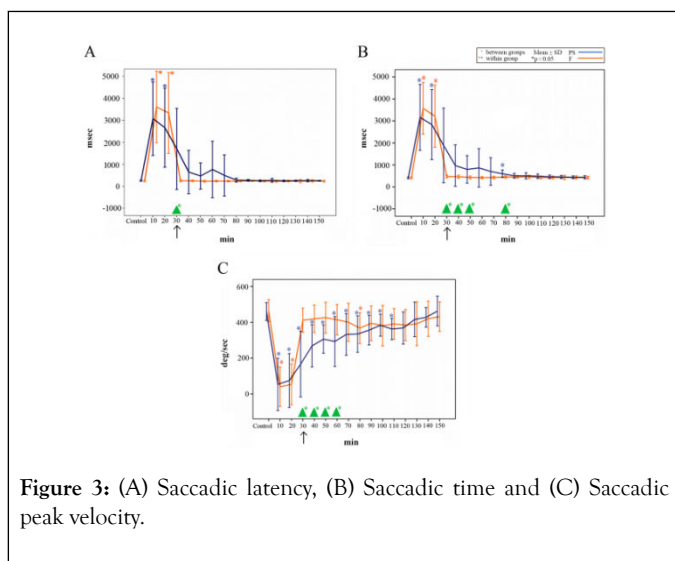 A
B
* between groups Mean ± SD PS
** within group *p < 0.05 F
5000
4000
3000
2000
1000
0
-1000
msec
Control 10 20 30 40 50 60 70 80 90 100 110 120 130 140 150
min
5000
4000
3000
2000
1000
0
-1000
msec
Control 10 20 30 40 50 60 70 80 90 100 110 120 130 140 150
min
C
600
400
200
0
deg/sec
Control 10 20 30 40 50 60 70 80 90 100 110 120 130 140 150
min
Figure 3: (A) Saccadic latency, (B) Saccadic time and (C) Saccadic
peak velocity.